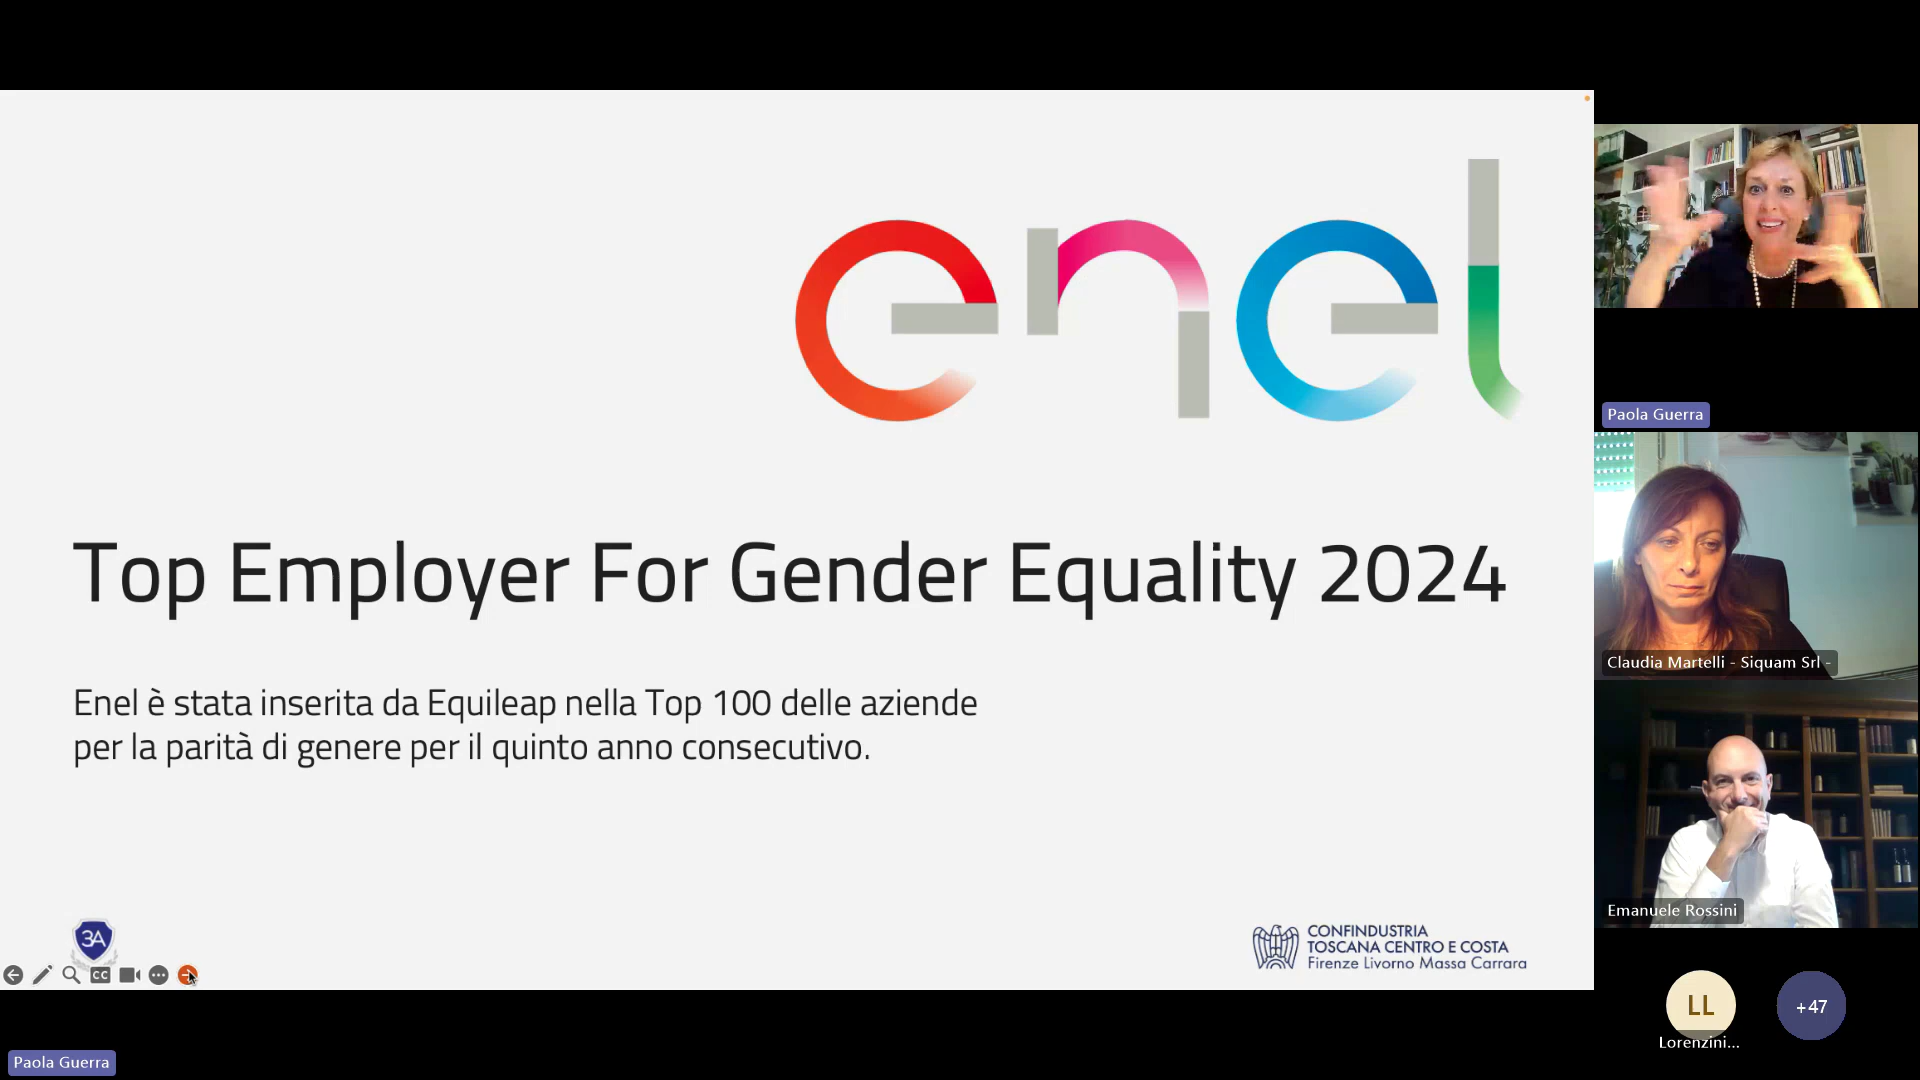 enel
Top Employer For Gender Equality 2024
Enel è stata inserita da Equileap nella Top 100 delle aziende
per la parità di genere per il quinto anno consecutivo.
3A
CC
CONFINDUSTRIA
TOSCANA CENTRO E COSTA
Firenze Livorno Massa Carrara
Paola Guerra
Paola Guerra
Claudia Martelli - Siquam Srl -
Emanuele Rossini
LL
Lorenzini...
+47